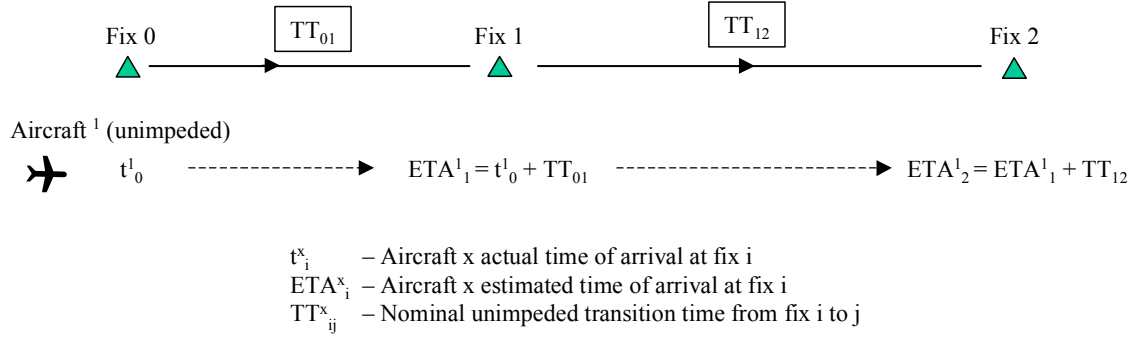 TT₀₁ TT₁₂
Fix 0 Fix 1 Fix 2
Aircraft ¹ (unimpeded)
t¹₀ ETA¹₁ = t¹₀ + TT₀₁ ETA¹₂ = ETA¹₁ + TT₁₂
tˣᵢ – Aircraft x actual time of arrival at fix i
ETAˣᵢ – Aircraft x estimated time of arrival at fix i
TTˣᵢⱼ – Nominal unimpeded transition time from fix i to j